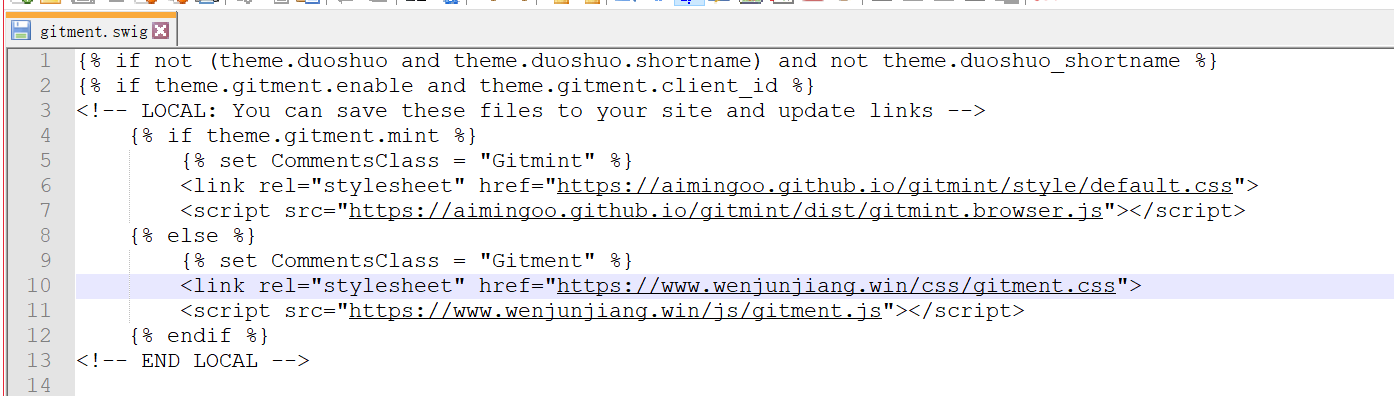 gitment.swig
1 {% if not (theme.duoshuo and theme.duoshuo.shortname) and not theme.duoshuo_shortname %}
2 {% if theme.gitment.enable and theme.gitment.client_id %}
3 <!-- LOCAL: You can save these files to your site and update links -->
4     {% if theme.gitment.mint %}
5         {% set CommentsClass = "Gitmint" %}
6         <link rel="stylesheet" href="https://aimingoo.github.io/gitmint/style/default.css">
7         <script src="https://aimingoo.github.io/gitmint/dist/gitmint.browser.js"></script>
8     {% else %}
9         {% set CommentsClass = "Gitment" %}
10         <link rel="stylesheet" href="https://www.wenjunjiang.win/css/gitment.css">
11         <script src="https://www.wenjunjiang.win/js/gitment.js"></script>
12     {% endif %}
13 <!-- END LOCAL -->
14